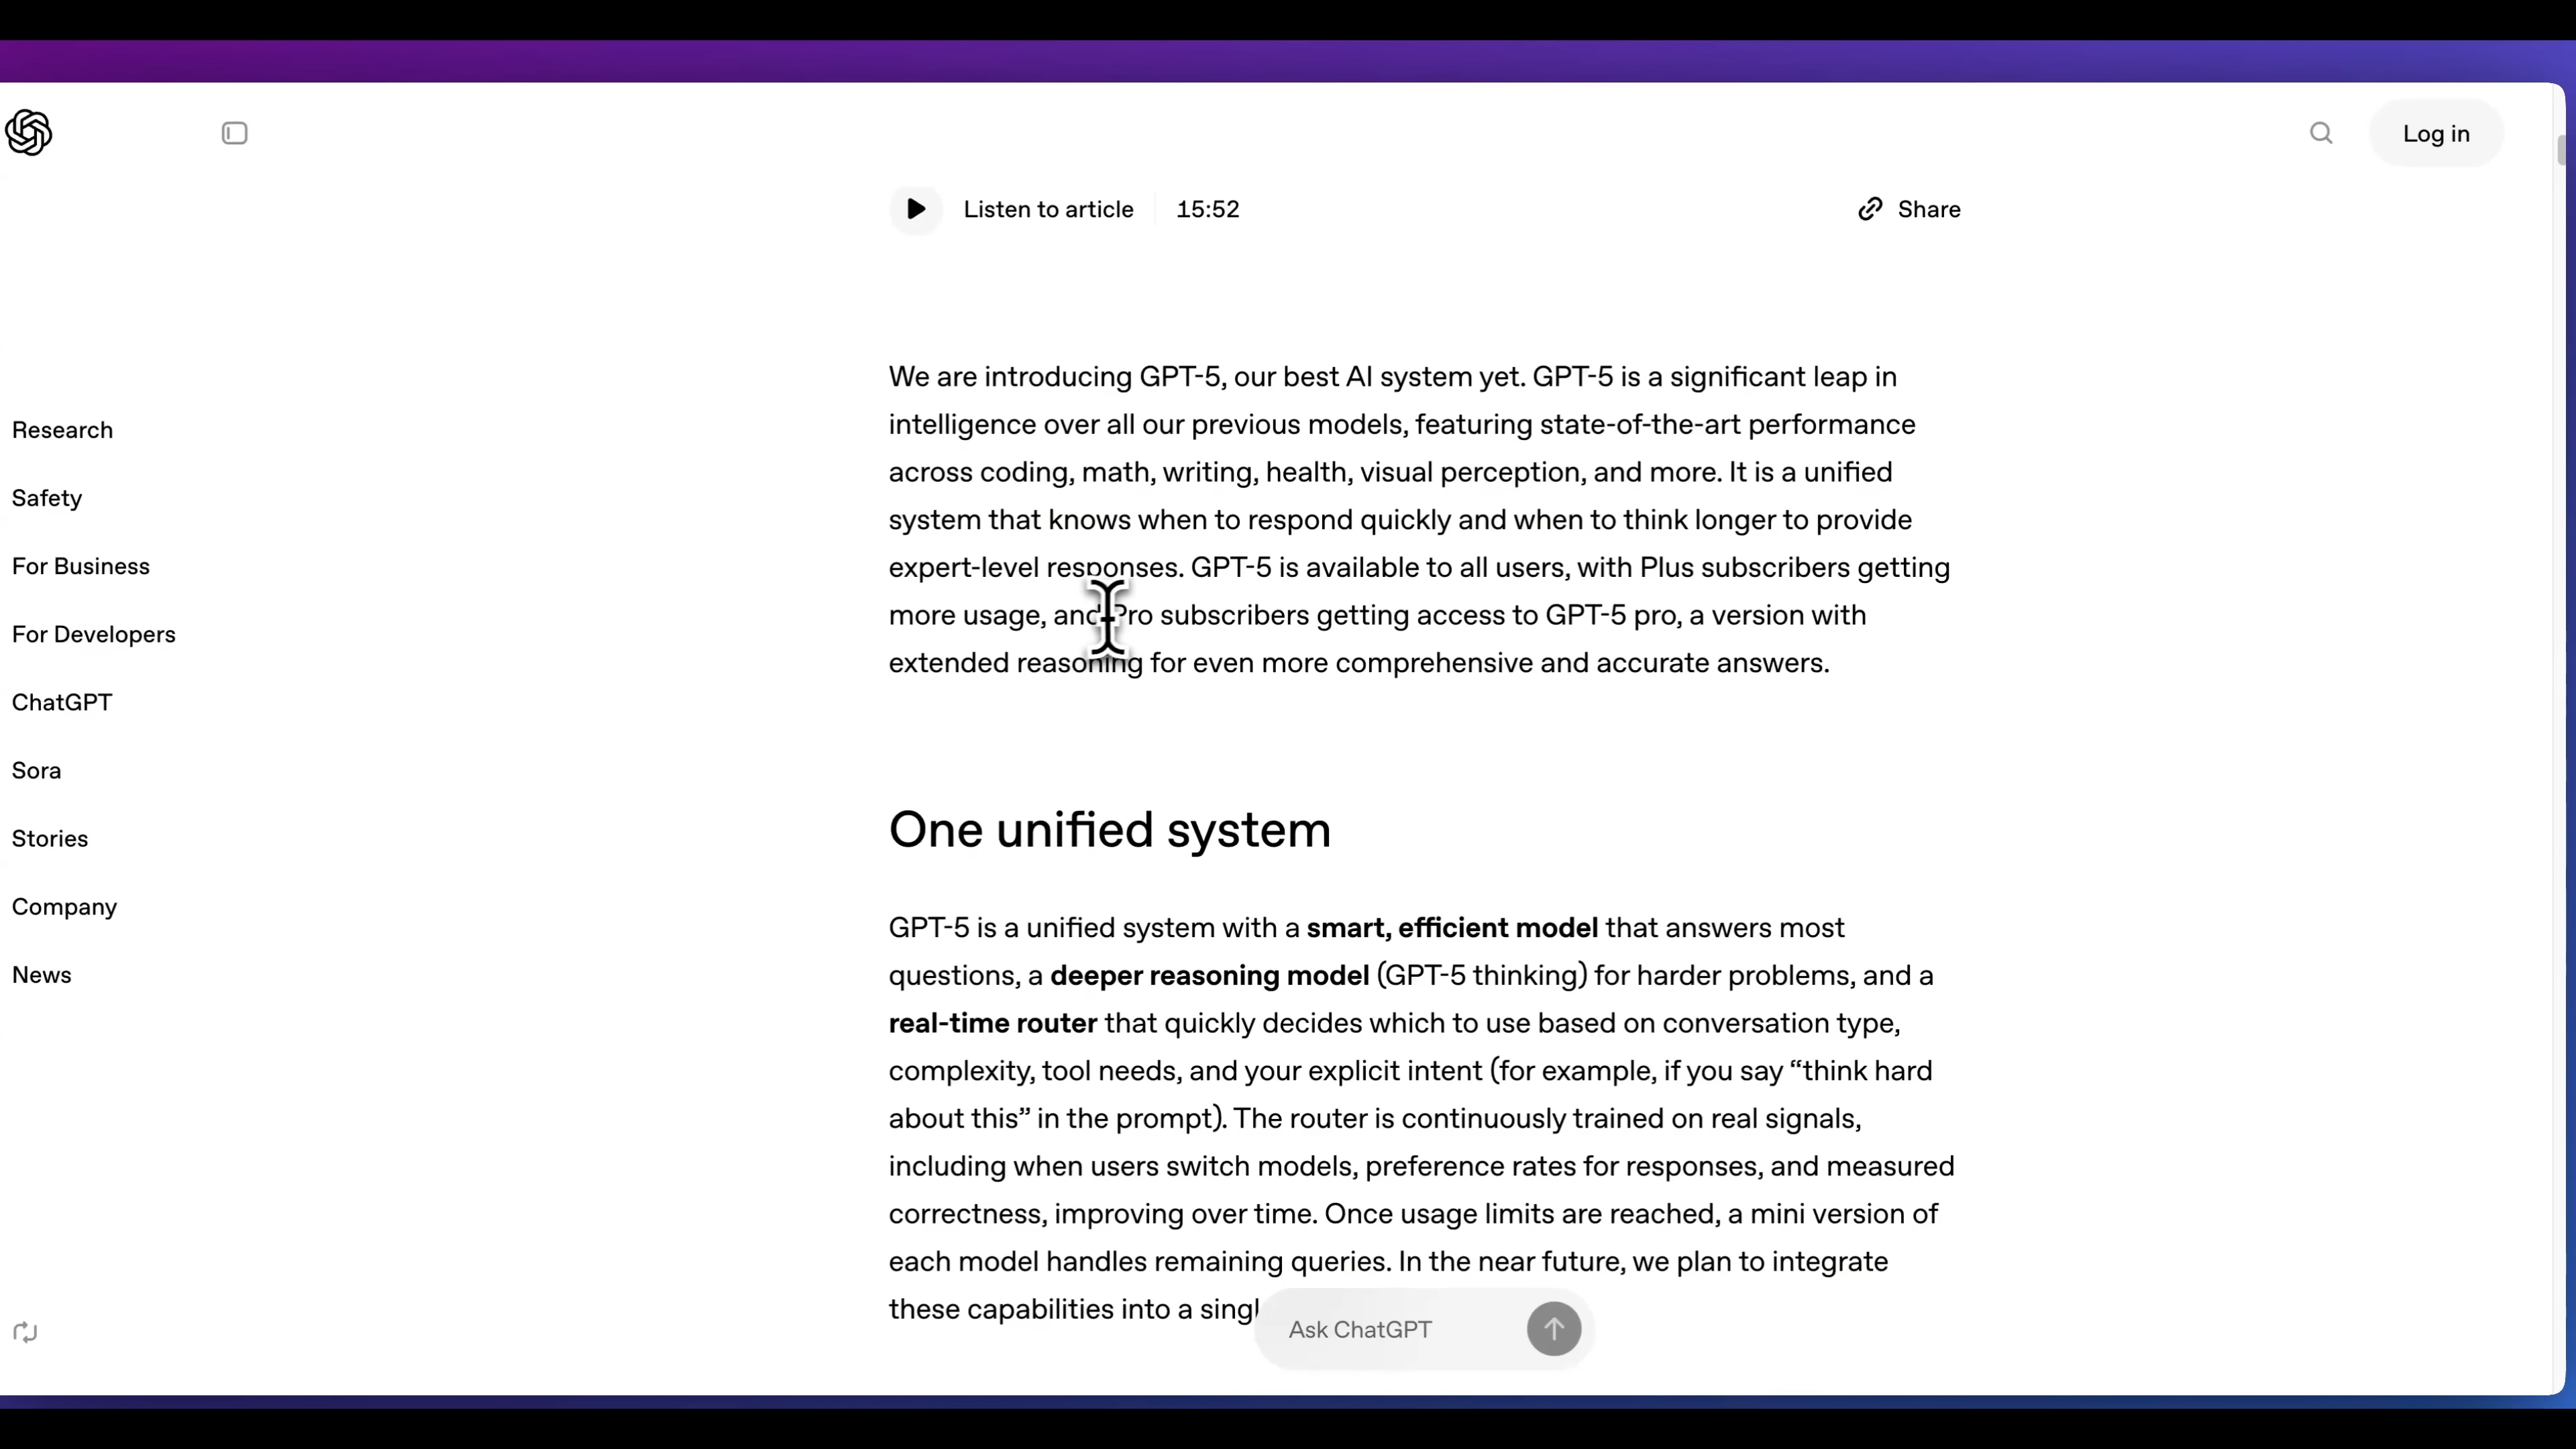 Log in
Listen to article
15:52
Share
We are introducing GPT-5, our best AI system yet. GPT-5 is a significant leap in
intelligence over all our previous models, featuring state-of-the-art performance
across coding, math, writing, health, visual perception, and more. It is a unified
system that knows when to respond quickly and when to think longer to provide
expert-level responses. GPT-5 is available to all users, with Plus subscribers getting
more usage, and Pro subscribers getting access to GPT-5 pro, a version with
extended reasoning for even more comprehensive and accurate answers.
Research
Safety
For Business
For Developers
ChatGPT
Sora
Stories
Company
News
One unified system
GPT-5 is a unified system with a smart, efficient model that answers most
questions, a deeper reasoning model (GPT-5 thinking) for harder problems, and a
real-time router that quickly decides which to use based on conversation type,
complexity, tool needs, and your explicit intent (for example, if you say “think hard
about this” in the prompt). The router is continuously trained on real signals,
including when users switch models, preference rates for responses, and measured
correctness, improving over time. Once usage limits are reached, a mini version of
each model handles remaining queries. In the near future, we plan to integrate
these capabilities into a
Ask ChatGPT